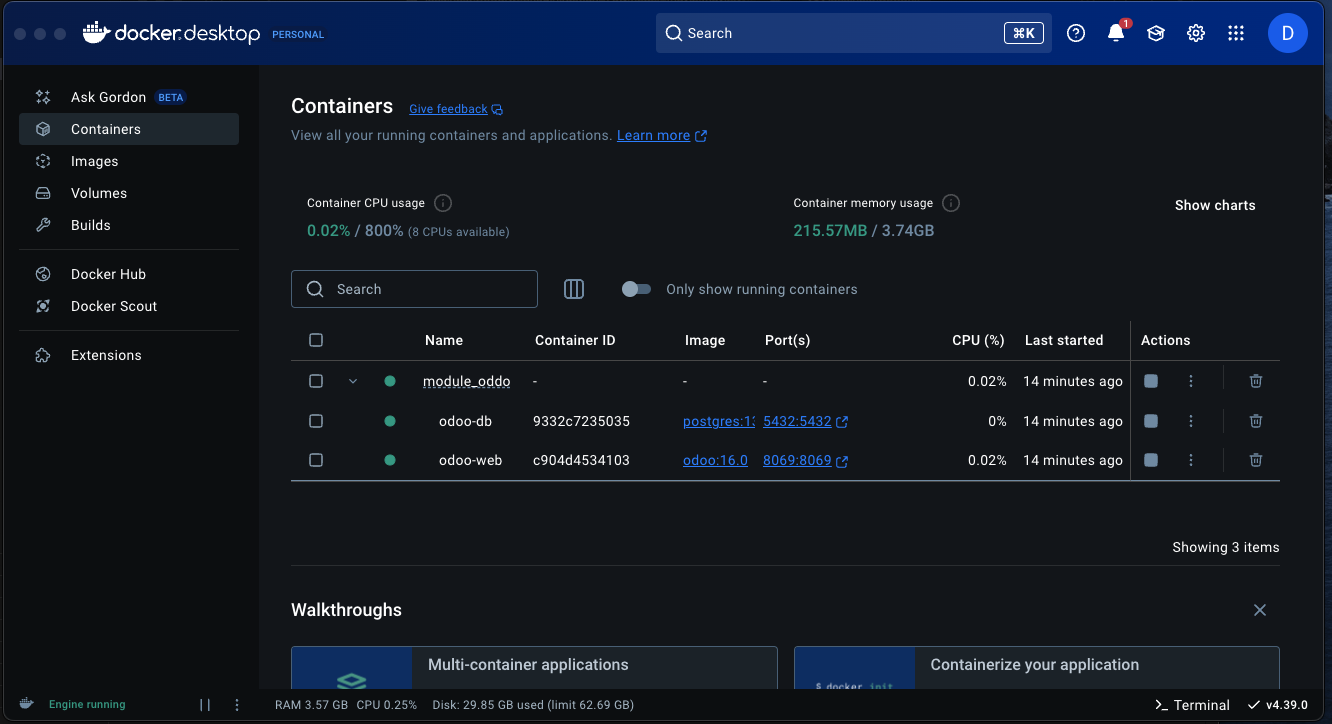 docker.desktop PERSONAL
Search ⌘K
1
D
Ask Gordon BETA
Containers
Images
Volumes
Builds
Docker Hub
Docker Scout
Extensions
Containers Give feedback
View all your running containers and applications. Learn more
Container CPU usage
0.02% / 800% (8 CPUs available)
Container memory usage
215.57MB / 3.74GB
Show charts
Search
Only show running containers
Name Container ID Image Port(s) CPU (%) Last started Actions
module_oddo - - - 0.02% 14 minutes ago
odoo-db 9332c7235035 postgres:13 5432:5432 0% 14 minutes ago
odoo-web c904d4534103 odoo:16.0 8069:8069 0.02% 14 minutes ago
Showing 3 items
Walkthroughs
Multi-container applications
$ docker init
Containerize your application
Engine running
RAM 3.57 GB CPU 0.25% Disk: 29.85 GB used (limit 62.69 GB)
Terminal
v4.39.0